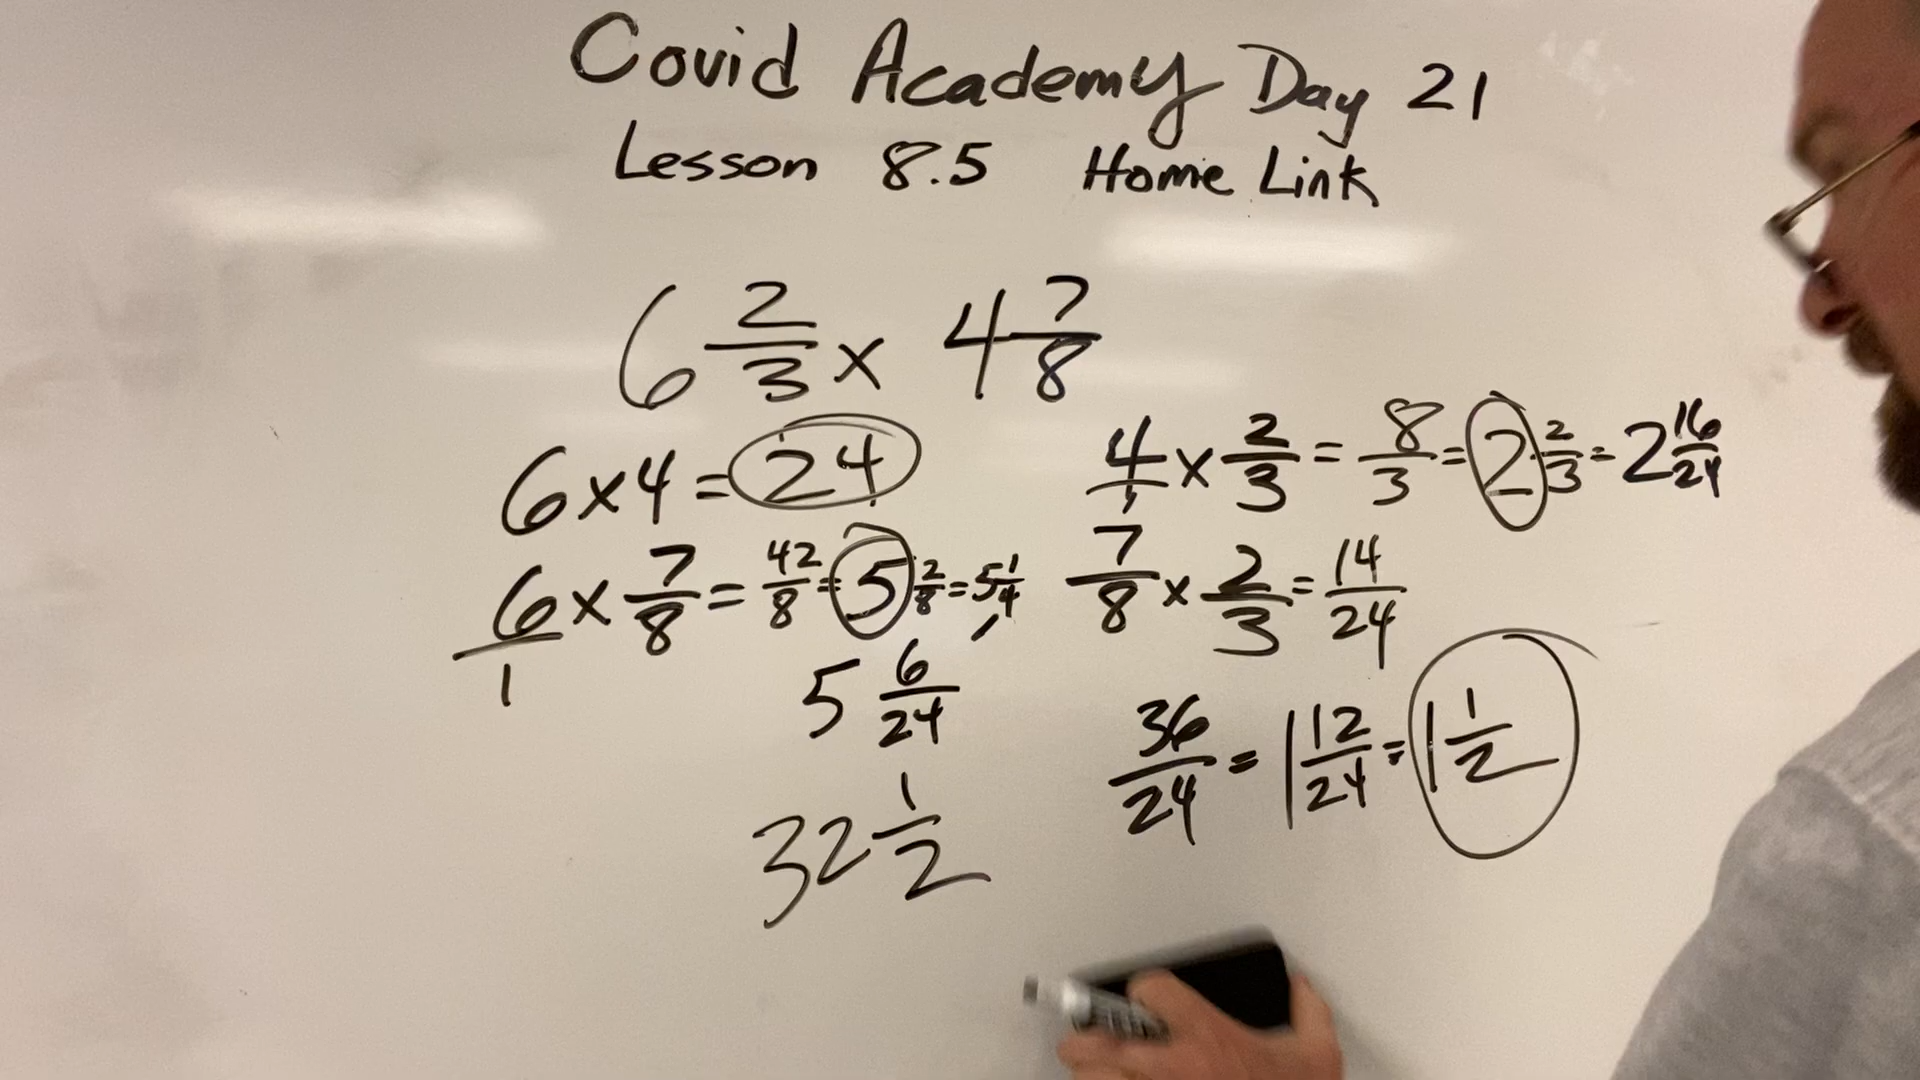 Covid Academy Day 21
Lesson 8.5 Home Link
6 2/3 x 4 7/8
6 x 4 = 24
6/1 x 7/8 = 42/8 = 5 2/8 = 5 1/4
5 6/24
32 1/2
4/1 x 2/3 = 8/3 = 2 2/3 = 2 16/24
7/8 x 2/3 = 14/24
36/24 = 1 12/24 = 1 1/2